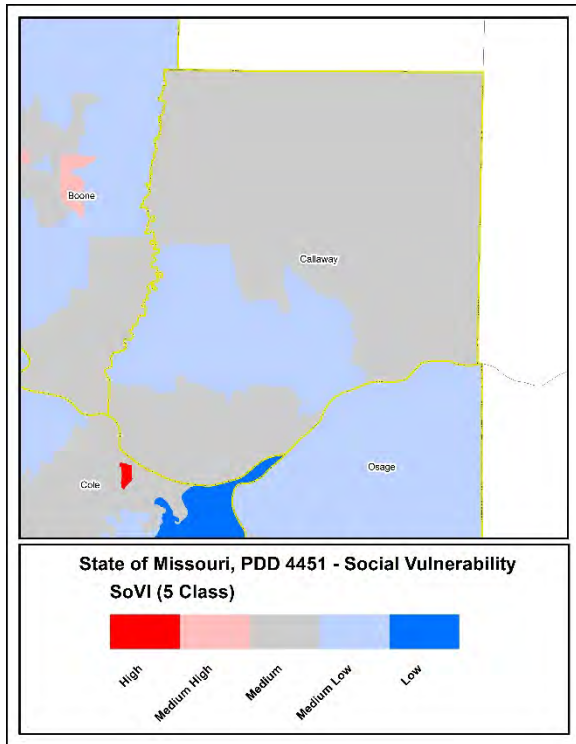 Boone
Callaway
Osage
Cole
State of Missouri, PDD 4451 - Social Vulnerability
SoVI (5 Class)
High
Medium High
Medium
Medium Low
Low